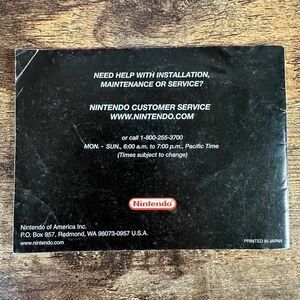 NEED HELP WITH INSTALLATION,
MAINTENANCE OR SERVICE?
NINTENDO CUSTOMER SERVICE
WWW.NINTENDO.COM
or call 1-800-255-3700
MON. - SUN., 6:00 a.m. to 7:00 p.m., Pacific Time
(Times subject to change)
Nintendo
Nintendo of America Inc.
P.O. Box 957, Redmond, WA 98073-0957 U.S.A.
www.nintendo.com
PRINTED IN JAPAN